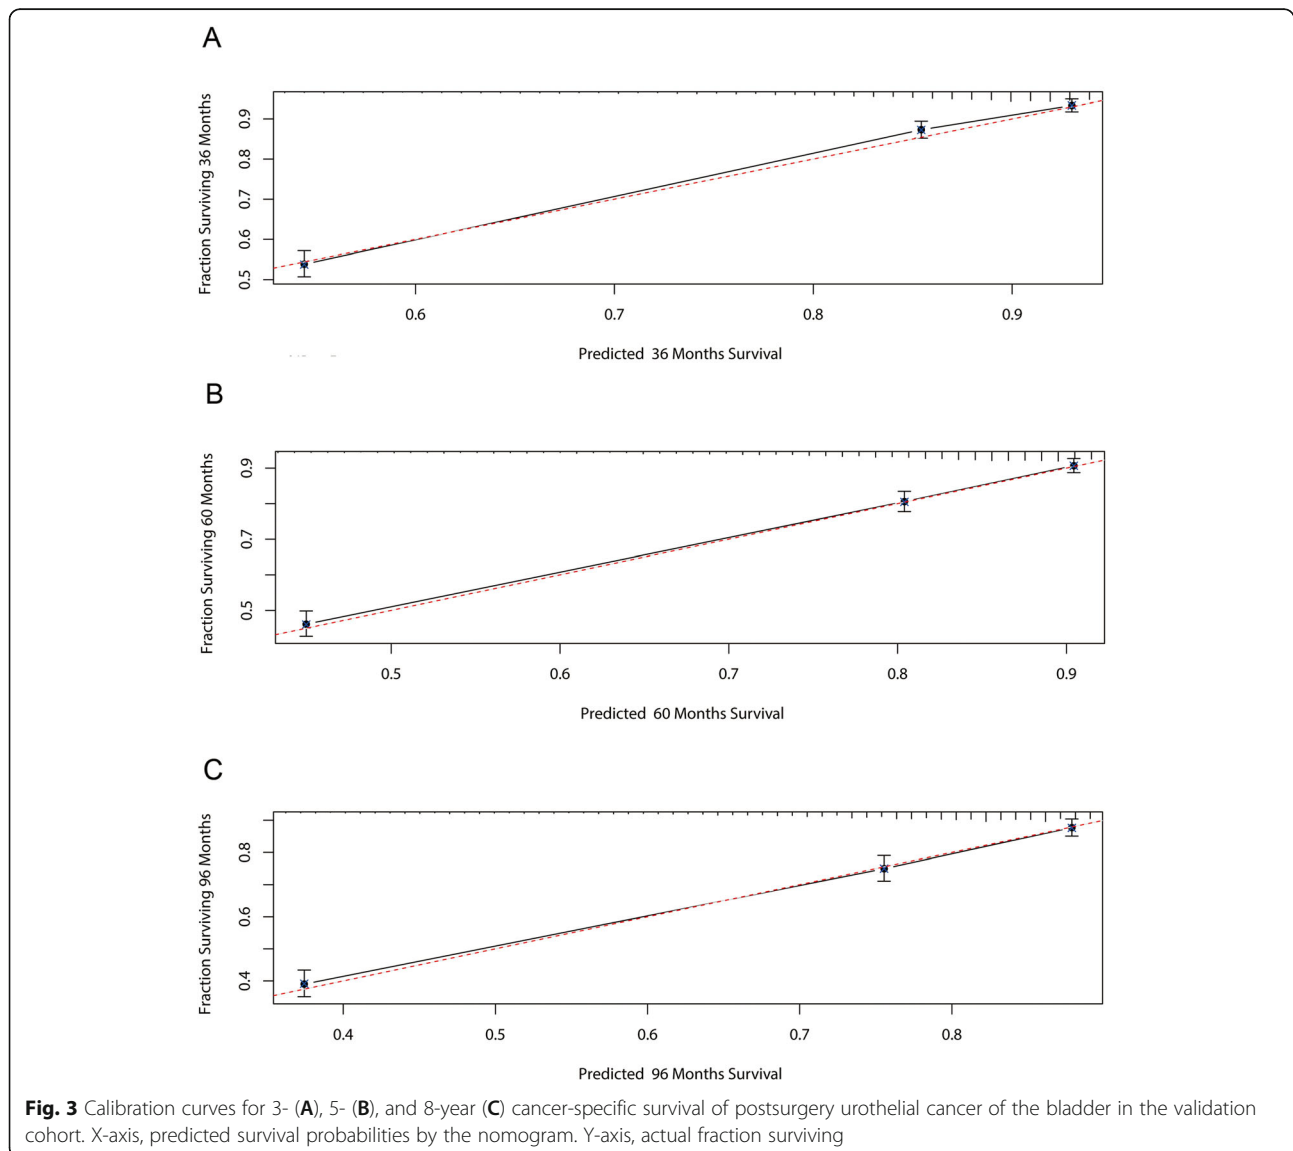 A
Fraction Surviving 36 Months
0.9
0.8
0.7
0.6
0.5
0.6 0.7 0.8 0.9
Predicted 36 Months Survival
B
Fraction Surviving 60 Months
0.9
0.7
0.5
0.5 0.6 0.7 0.8 0.9
Predicted 60 Months Survival
C
Fraction Surviving 96 Months
0.8
0.6
0.4
0.4 0.5 0.6 0.7 0.8
Predicted 96 Months Survival
Fig. 3 Calibration curves for 3- (A), 5- (B), and 8-year (C) cancer-specific survival of postsurgery urothelial cancer of the bladder in the validation
cohort. X-axis, predicted survival probabilities by the nomogram. Y-axis, actual fraction surviving